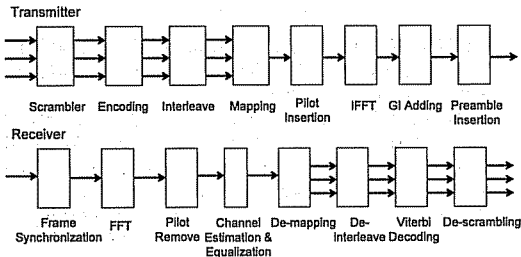 Transmitter
Scrambler Encoding Interleave Mapping Pilot Insertion IFFT GI Adding Preamble Insertion
Receiver
Frame Synchronization FFT Pilot Remove Channel Estimation & Equalization De-mapping De-interleave Viterbi Decoding De-scrambling